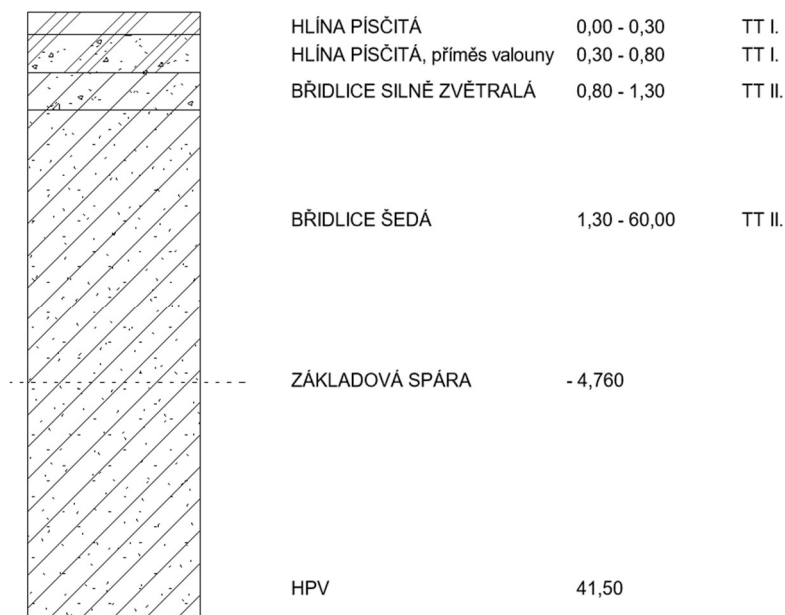 HLÍNA PÍSČITÁ 0,00 - 0,30 TT I.
HLÍNA PÍSČITÁ, příměs valouny 0,30 - 0,80 TT I.
BŘIDLICE SILNĚ ZVĚTRALÁ 0,80 - 1,30 TT II.
BŘIDLICE ŠEDÁ 1,30 - 60,00 TT II.
ZÁKLADOVÁ SPÁRA - 4,760
HPV 41,50